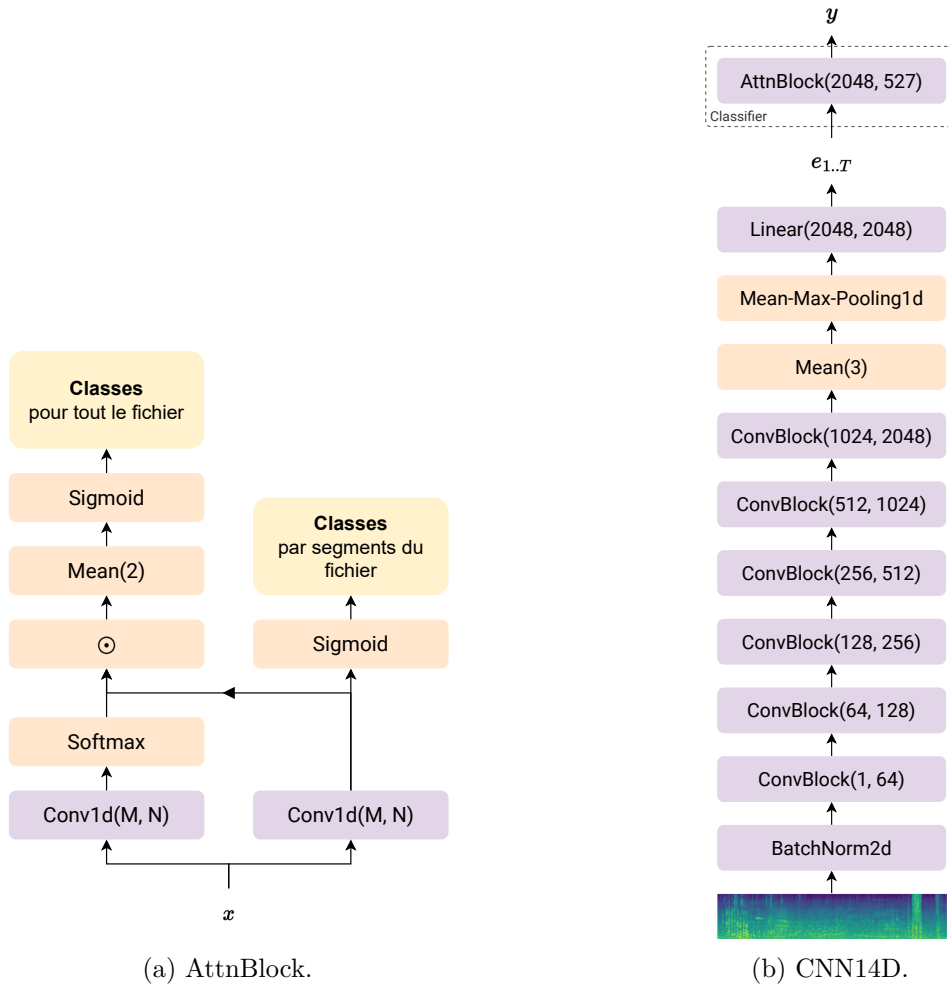 Classes
pour tout le fichier
Sigmoid
Mean(2)
⊙
Softmax
Conv1d(M, N)
Classes
par segments du
fichier
Sigmoid
Conv1d(M, N)
x
(a) AttnBlock.
y
AttnBlock(2048, 527)
Classifier
e1..T
Linear(2048, 2048)
Mean-Max-Pooling1d
Mean(3)
ConvBlock(1024, 2048)
ConvBlock(512, 1024)
ConvBlock(256, 512)
ConvBlock(128, 256)
ConvBlock(64, 128)
ConvBlock(1, 64)
BatchNorm2d
(b) CNN14D.